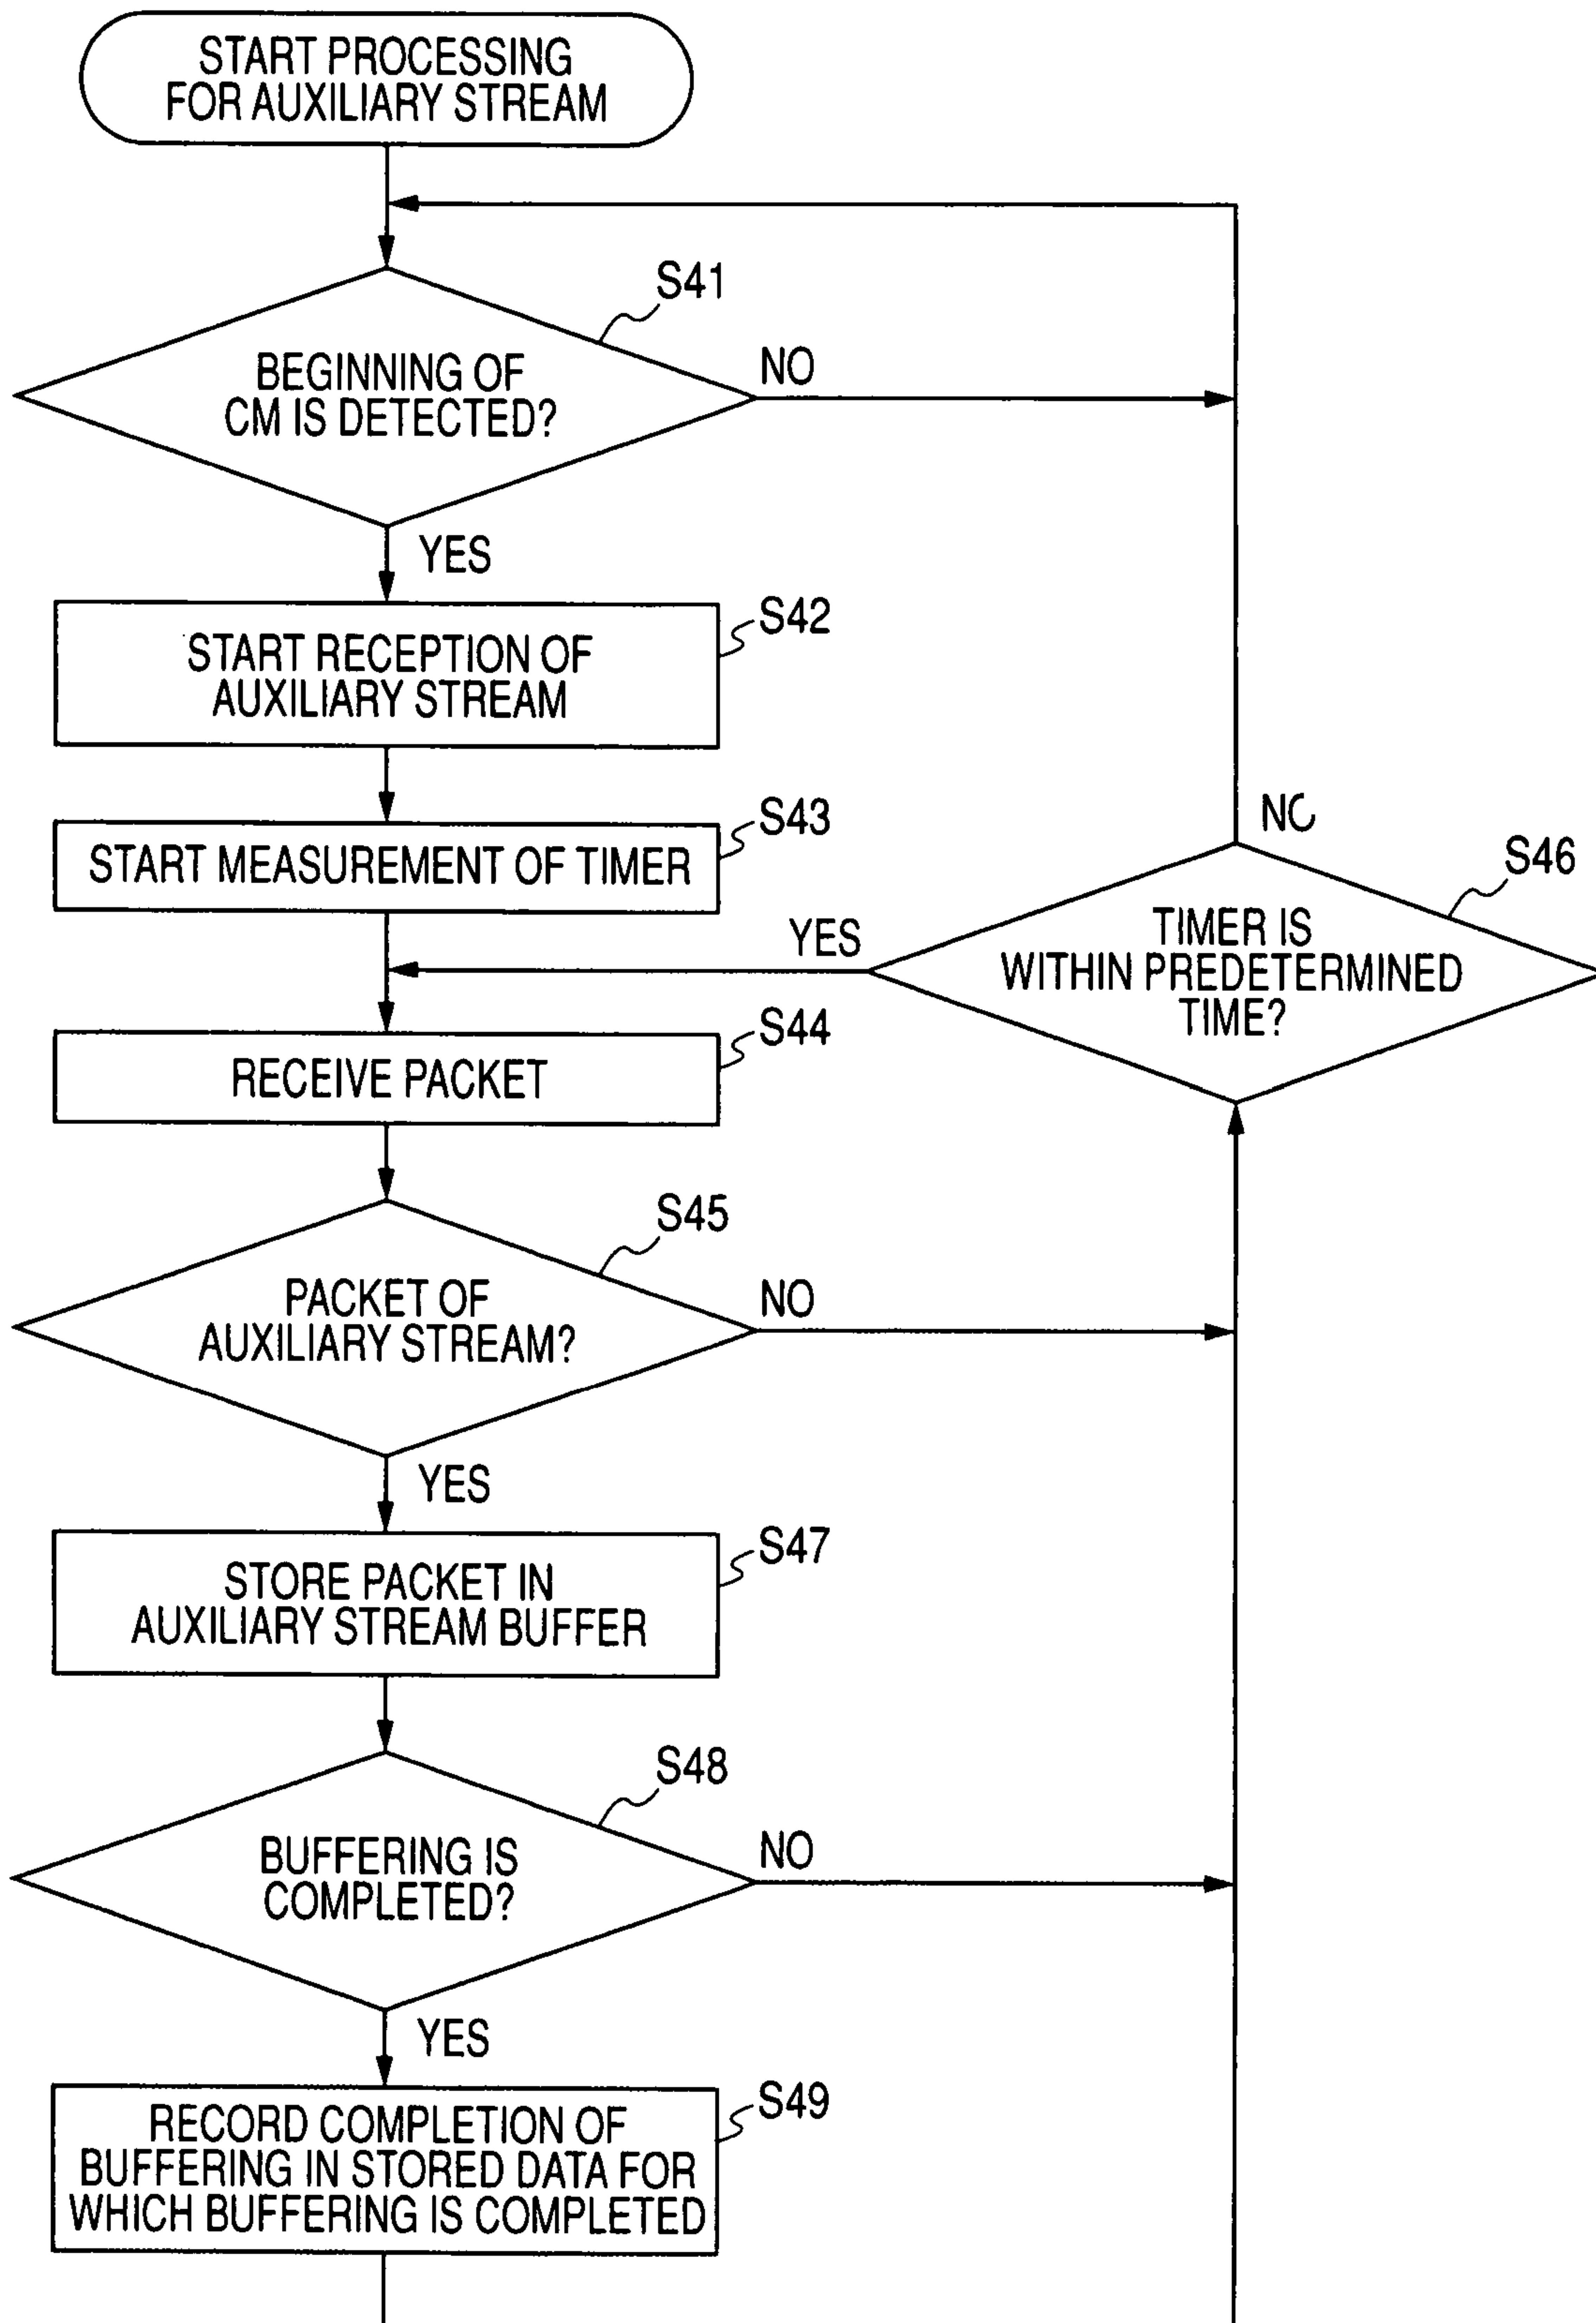 START PROCESSING
FOR AUXILIARY STREAM
S41
BEGINNING OF
CM IS DETECTED?
NO
YES
S42
START RECEPTION OF
AUXILIARY STREAM
S43
START MEASUREMENT OF TIMER
NO
S46
TIMER IS
WITHIN PREDETERMINED
TIME?
YES
S44
RECEIVE PACKET
S45
PACKET OF
AUXILIARY STREAM?
NO
YES
S47
STORE PACKET IN
AUXILIARY STREAM BUFFER
S48
BUFFERING IS
COMPLETED?
NO
YES
S49
RECORD COMPLETION OF
BUFFERING IN STORED DATA FOR
WHICH BUFFERING IS COMPLETED